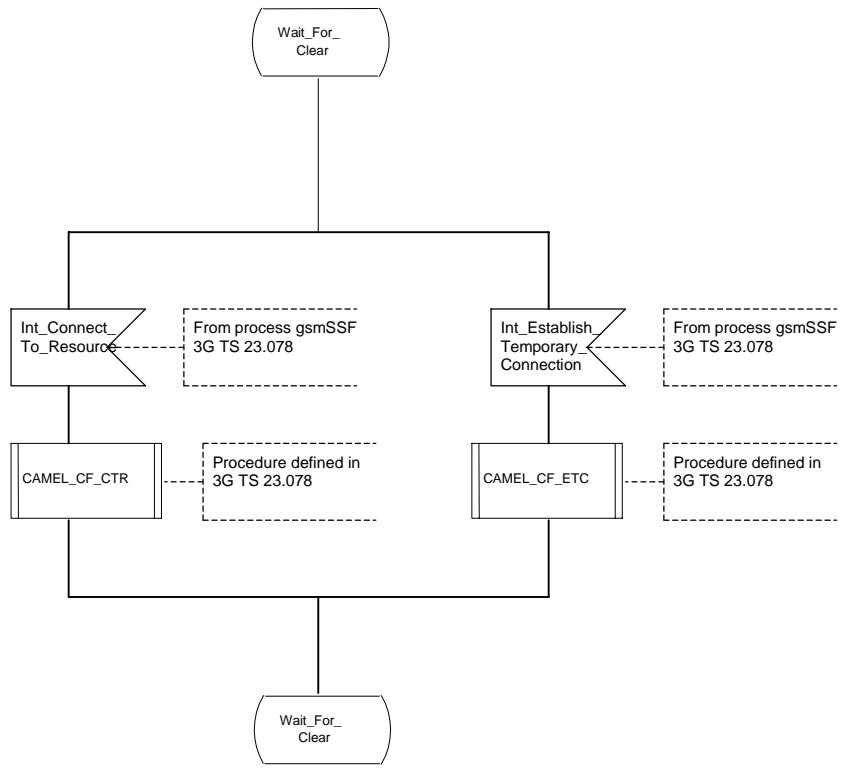 Wait_For_
Clear
Int_Connect_
To_Resource
From process gsmSSF
3G TS 23.078
Int_Establish_
Temporary_
Connection
From process gsmSSF
3G TS 23.078
CAMEL_CF_CTR
Procedure defined in
3G TS 23.078
CAMEL_CF_ETC
Procedure defined in
3G TS 23.078
Wait_For_
Clear